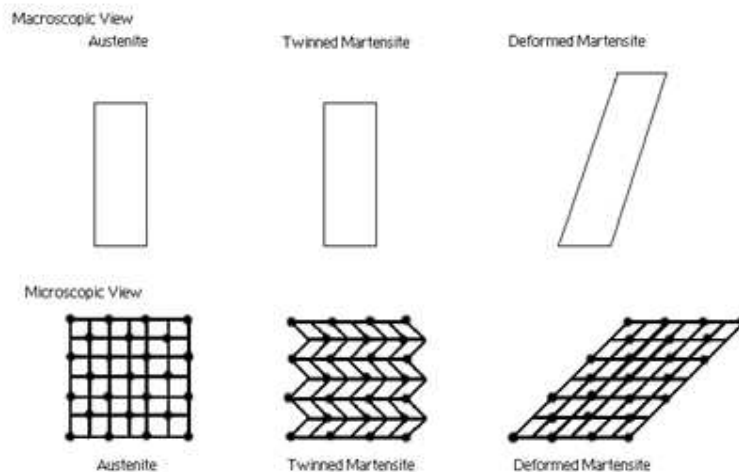 Macroscopic View
Austenite Twinned Martensite Deformed Martensite
Microscopic View
Austenite Twinned Martensite Deformed Martensite